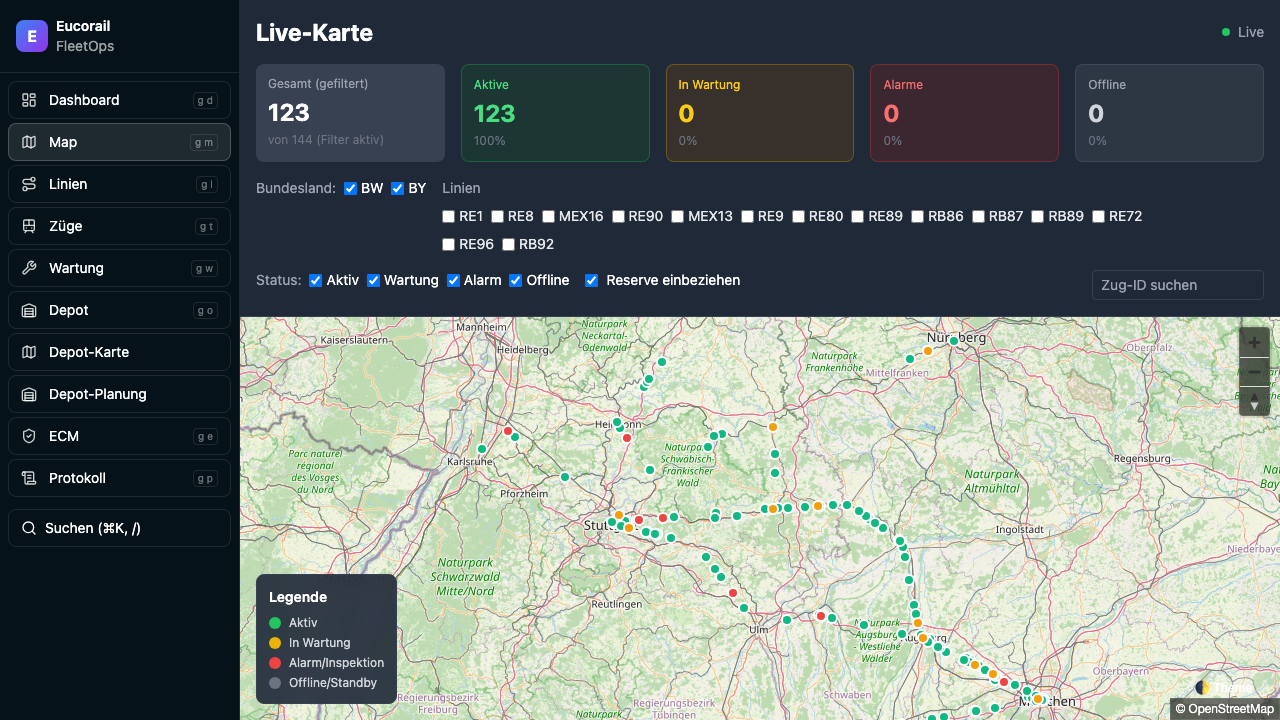 E
Eucorail
FleetOps
Dashboard g d
Map g m
Linien g l
Züge g t
Wartung g w
Depot g o
Depot-Karte
Depot-Planung
ECM g e
Protokoll g p
Suchen (⌘K, /)
Live-Karte
Live
Gesamt (gefiltert)
123
von 144 (Filter aktiv)
Aktive
123
100%
In Wartung
0
0%
Alarme
0
0%
Offline
0
0%
Bundesland: BW BY Linien
RE1 RE8 MEX16 RE90 MEX13 RE9 RE80 RE89 RB86 RB87 RB89 RE72
RE96 RB92
Status: Aktiv Wartung Alarm Offline Reserve einbeziehen
Zug-ID suchen
Mannheim
Kaiserslautern
Heidelberg
Naturpark
Neckartal-
Odenwald
Naturpark
Frankenhöhe
Mittelfranken
Nürnberg
Oberpfalz
Parc naturel
régional
des Vosges
du Nord
Karlsruhe
Pforzheim
Naturpark
Schwäbisch-
Fränkischer
Wald
Naturpark
Altmühltal
Regensburg
Ingolstadt
Niederbaye
Naturpark
Schwarzwald
Mitte/Nord
Reutlingen
Ulm
Naturpark
Augsburg
- Westliche
Wälder
Augsburg
Oberbayern
Schwaben
München
Regierungsbezirk
Freiburg
Regierungsbezirk
Tübingen
Naturpark
Legende
Aktiv
In Wartung
Alarm/Inspektion
Offline/Standby
© OpenStreetMap